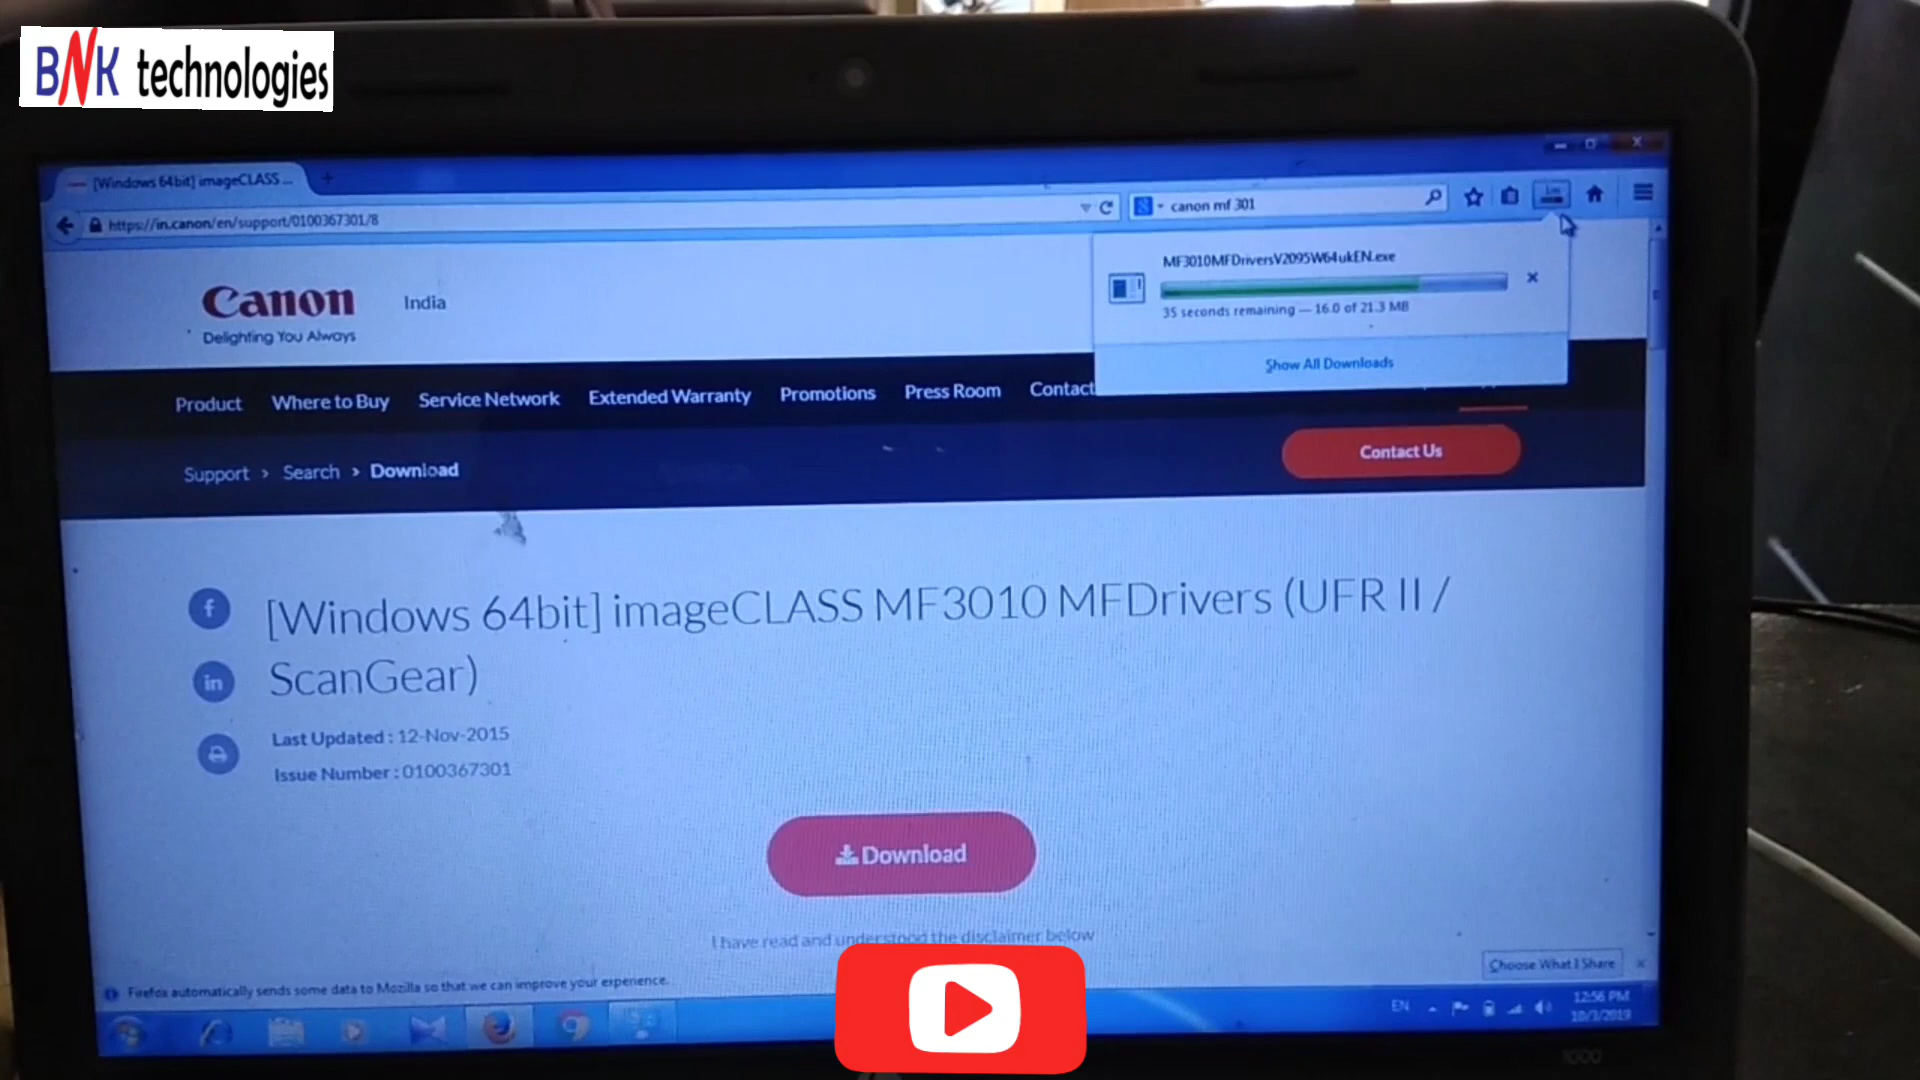 BNK technologies
[Windows 64bit] imageCLASS ...
https://in.canon/en/support/0100367301/8
canon mf 301
MF3010MFDriversV2095W64ukEN.exe
35 seconds remaining — 16.0 of 21.3 MB
Show All Downloads
Canon
Delighting You Always
India
Product Where to Buy Service Network Extended Warranty Promotions Press Room Contact
Support > Search > Download
Contact Us
[Windows 64bit] imageCLASS MF3010 MFDrivers (UFR II /
ScanGear)
Last Updated : 12-Nov-2015
Issue Number : 0100367301
Download
I have read and understood the disclaimer below
Firefox automatically sends some data to Mozilla so that we can improve your experience.
Choose What I Share
EN
12:56 PM
10/3/2019
1000